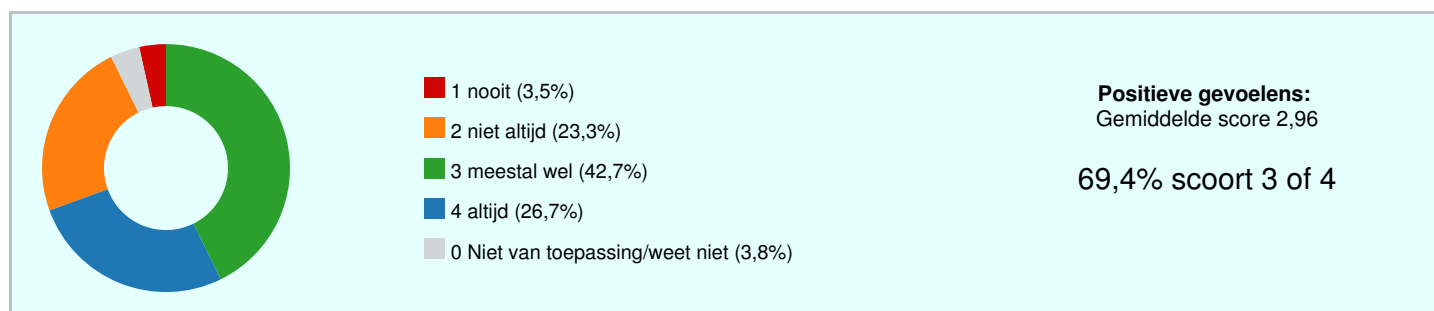 1 nooit (3,5%)
2 niet altijd (23,3%)
3 meestal wel (42,7%)
4 altijd (26,7%)
0 Niet van toepassing/weet niet (3,8%)
Positieve gevoelens:
Gemiddelde score 2,96
69,4% scoort 3 of 4